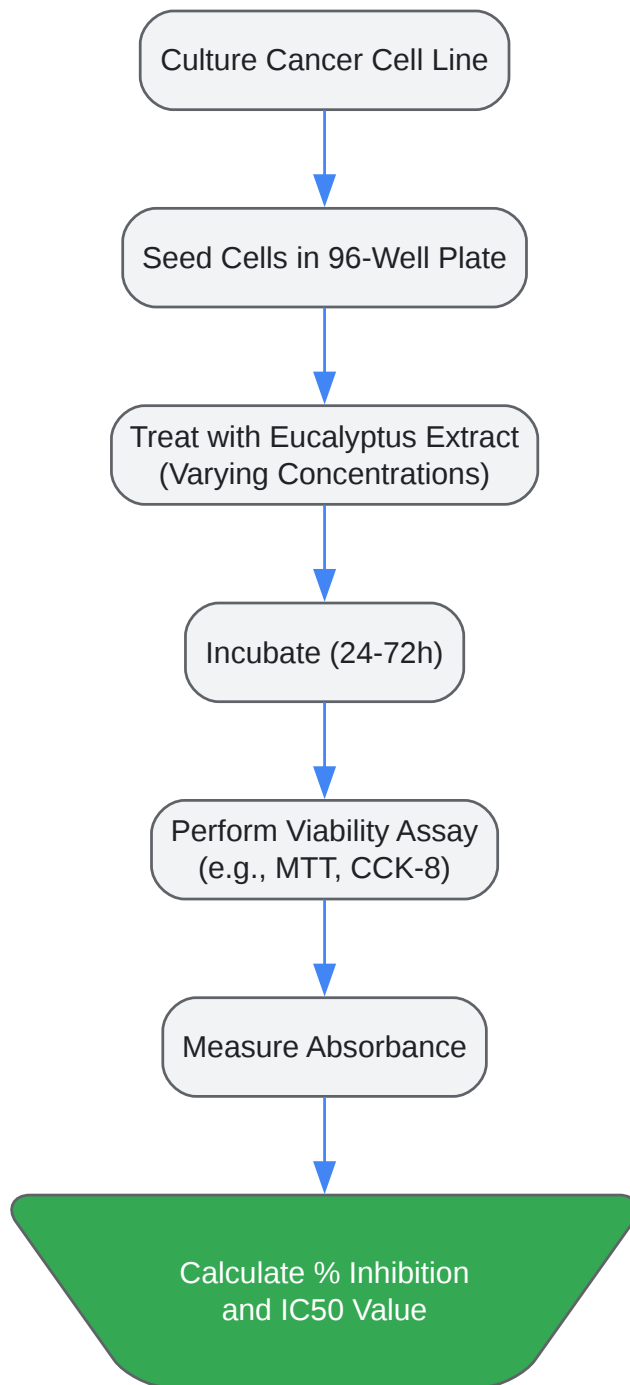 Culture Cancer Cell Line
Seed Cells in 96-Well Plate
Treat with Eucalyptus Extract
(Varying Concentrations)
Incubate (24-72h)
Perform Viability Assay
(e.g., MTT, CCK-8)
Measure Absorbance
Calculate % Inhibition
and IC50 Value